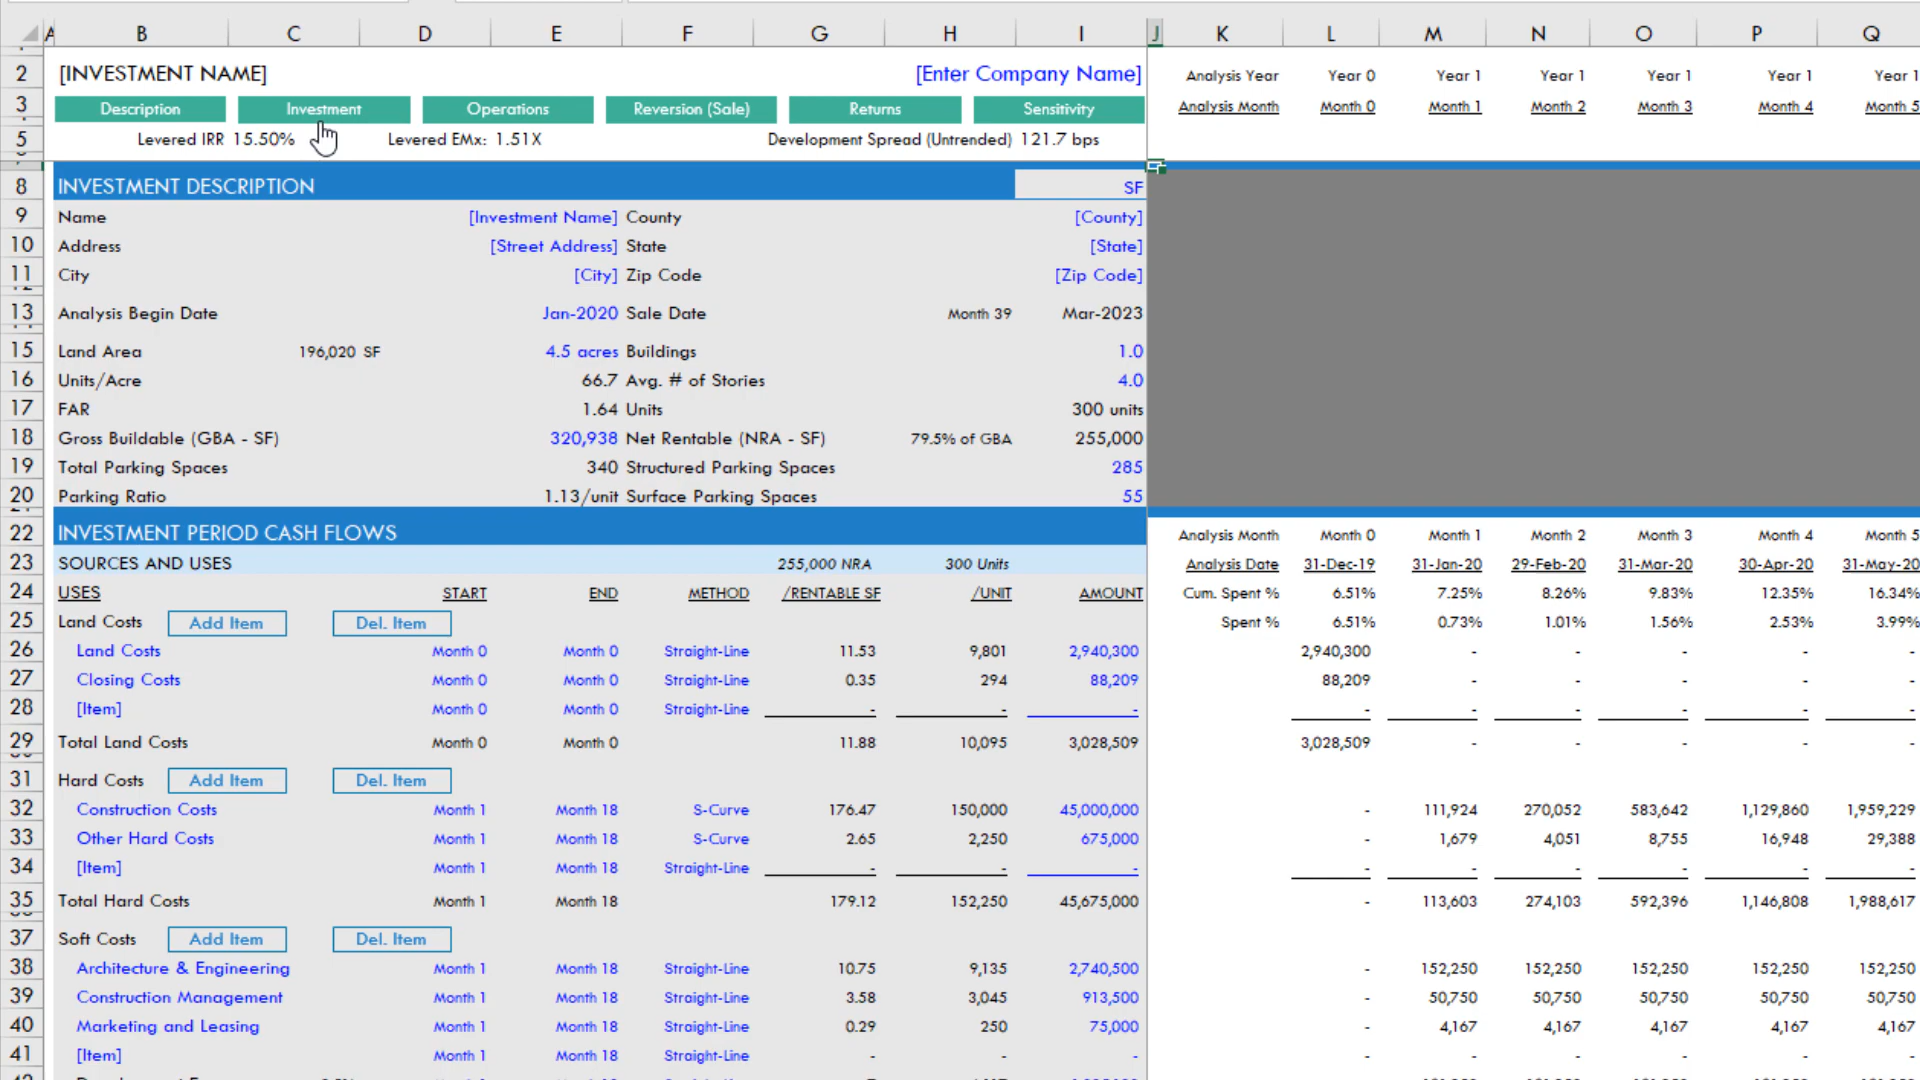 A B C D E F G H I J K L M N O P Q
2 [INVESTMENT NAME] [Enter Company Name] Analysis Year Year 0 Year 1 Year 1 Year 1 Year 1 Year 1
3 Description Investment Operations Reversion (Sale) Returns Sensitivity Analysis Month Month 0 Month 1 Month 2 Month 3 Month 4 Month 5
5 Levered IRR 15.50% Levered EMx: 1.51X Development Spread (Untrended) 121.7 bps
8 INVESTMENT DESCRIPTION SF
9 Name [Investment Name] County [County]
10 Address [Street Address] State [State]
11 City [City] Zip Code [Zip Code]
13 Analysis Begin Date Jan-2020 Sale Date Month 39 Mar-2023
15 Land Area 196,020 SF 4.5 acres Buildings 1.0
16 Units/Acre 66.7 Avg. # of Stories 4.0
17 FAR 1.64 Units 300 units
18 Gross Buildable (GBA - SF) 320,938 Net Rentable (NRA - SF) 79.5% of GBA 255,000
19 Total Parking Spaces 340 Structured Parking Spaces 285
20 Parking Ratio 1.13/unit Surface Parking Spaces 55
22 INVESTMENT PERIOD CASH FLOWS Analysis Month Month 0 Month 1 Month 2 Month 3 Month 4 Month 5
23 SOURCES AND USES 255,000 NRA 300 Units Analysis Date 31-Dec-19 31-Jan-20 29-Feb-20 31-Mar-20 30-Apr-20 31-May-20
24 USES START END METHOD /RENTABLE SF /UNIT AMOUNT Cum. Spent % 6.51% 7.25% 8.26% 9.83% 12.35% 16.34%
25 Land Costs Add Item Del. Item Spent % 6.51% 0.73% 1.01% 1.56% 2.53% 3.99%
26 Land Costs Month 0 Month 0 Straight-Line 11.53 9,801 2,940,300 2,940,300 - - - - -
27 Closing Costs Month 0 Month 0 Straight-Line 0.35 294 88,209 88,209 - - - - -
28 [Item] Month 0 Month 0 Straight-Line - - - - - - - - -
29 Total Land Costs Month 0 Month 0 11.88 10,095 3,028,509 3,028,509 - - - - -
31 Hard Costs Add Item Del. Item
32 Construction Costs Month 1 Month 18 S-Curve 176.47 150,000 45,000,000 - 111,924 270,052 583,642 1,129,860 1,959,229
33 Other Hard Costs Month 1 Month 18 S-Curve 2.65 2,250 675,000 - 1,679 4,051 8,755 16,948 29,388
34 [Item] Month 1 Month 18 Straight-Line - - - - - - - - -
35 Total Hard Costs Month 1 Month 18 179.12 152,250 45,675,000 - 113,603 274,103 592,396 1,146,808 1,988,617
37 Soft Costs Add Item Del. Item
38 Architecture & Engineering Month 1 Month 18 Straight-Line 10.75 9,135 2,740,500 - 152,250 152,250 152,250 152,250 152,250
39 Construction Management Month 1 Month 18 Straight-Line 3.58 3,045 913,500 - 50,750 50,750 50,750 50,750 50,750
40 Marketing and Leasing Month 1 Month 18 Straight-Line 0.29 250 75,000 - 4,167 4,167 4,167 4,167 4,167
41 [Item] Month 1 Month 18 Straight-Line - - - - - - - - -